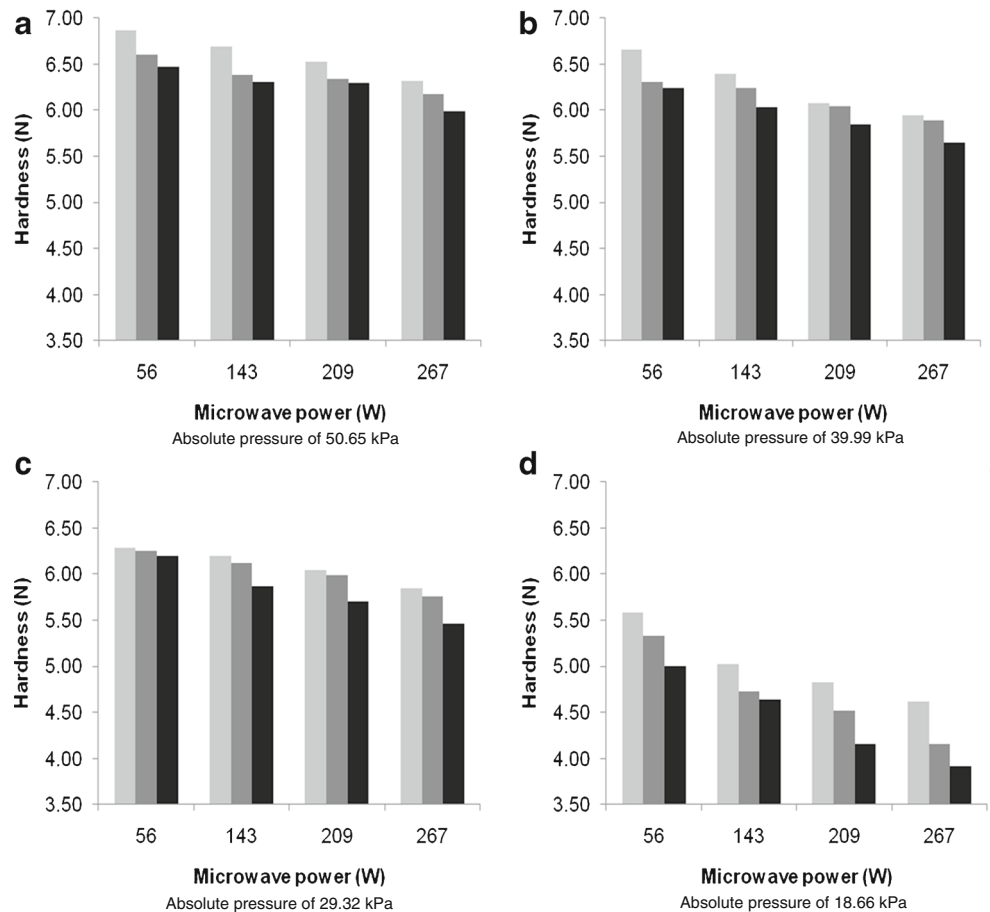 a
7.00
6.50
6.00
5.50
5.00
4.50
4.00
3.50
Hardness (N)
56 143 209 267
Microwave power (W)
Absolute pressure of 50.65 kPa
b
7.00
6.50
6.00
5.50
5.00
4.50
4.00
3.50
Hardness (N)
56 143 209 267
Microwave power (W)
Absolute pressure of 39.99 kPa
c
7.00
6.50
6.00
5.50
5.00
4.50
4.00
3.50
Hardness (N)
56 143 209 267
Microwave power (W)
Absolute pressure of 29.32 kPa
d
7.00
6.50
6.00
5.50
5.00
4.50
4.00
3.50
Hardness (N)
56 143 209 267
Microwave power (W)
Absolute pressure of 18.66 kPa